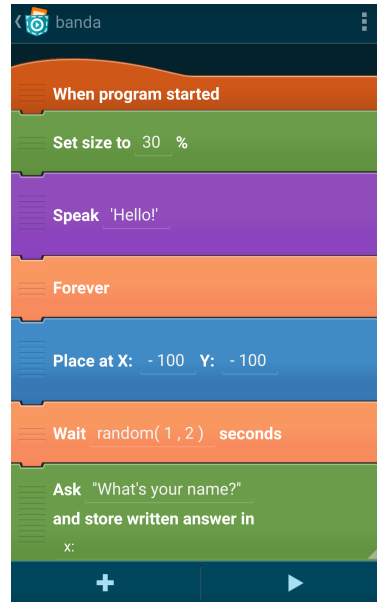 banda
When program started
Set size to 30 %
Speak 'Hello!'
Forever
Place at X: - 100 Y: - 100
Wait random( 1 , 2 ) seconds
Ask "What's your name?"
and store written answer in
x: